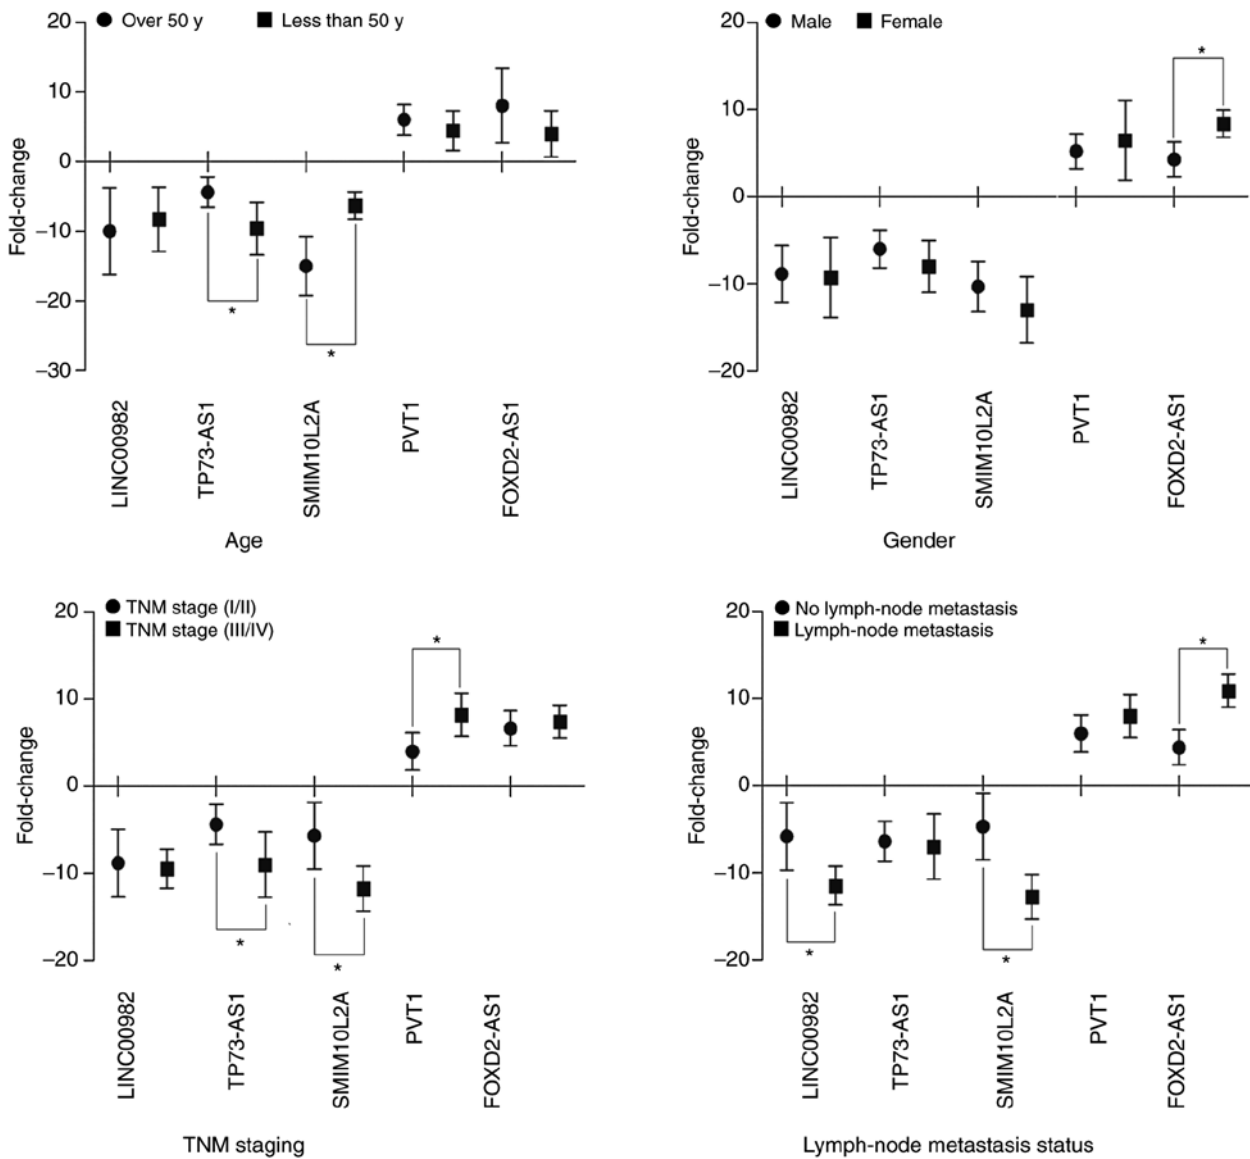 Over 50 y
Less than 50 y
20
10
0
−10
−20
−30
Fold-change
*
*
LINC00982
TP73-AS1
SMIM10L2A
PVT1
FOXD2-AS1
Age
Male
Female
20
10
0
−10
−20
Fold-change
*
LINC00982
TP73-AS1
SMIM10L2A
PVT1
FOXD2-AS1
Gender
TNM stage (I/II)
TNM stage (III/IV)
20
10
0
−10
−20
Fold-change
*
*
*
LINC00982
TP73-AS1
SMIM10L2A
PVT1
FOXD2-AS1
TNM staging
No lymph-node metastasis
Lymph-node metastasis
20
10
0
−10
−20
Fold-change
*
*
*
LINC00982
TP73-AS1
SMIM10L2A
PVT1
FOXD2-AS1
Lymph-node metastasis status